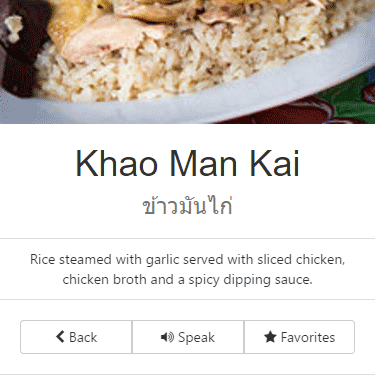 Khao Man Kai
ข้าวมันไก่
Rice steamed with garlic served with sliced chicken,
chicken broth and a spicy dipping sauce.
Back
Speak
Favorites